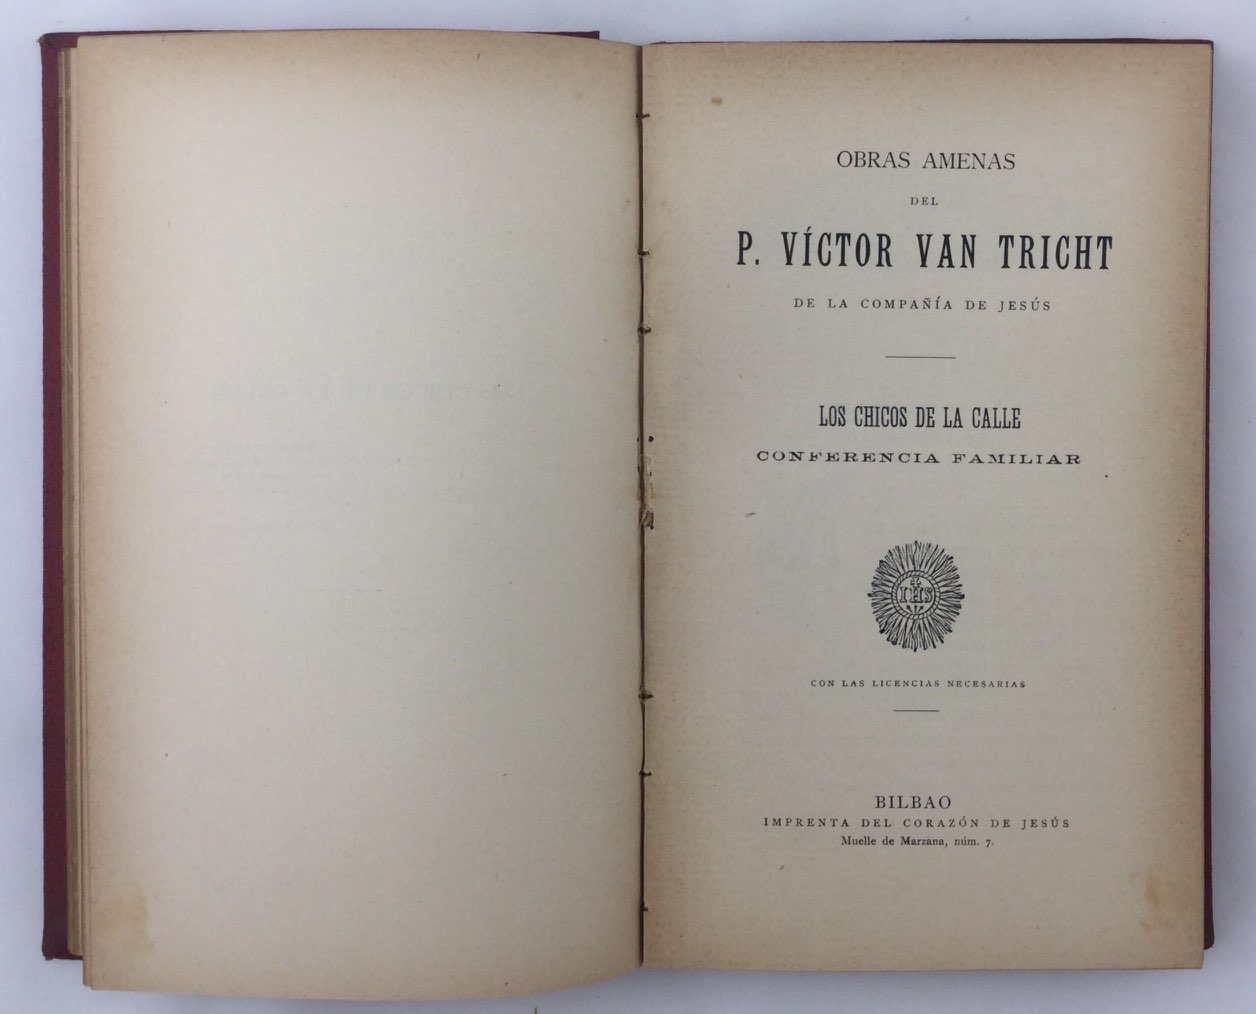 OBRAS AMENAS
DEL
P. VÍCTOR VAN TRICHT
DE LA COMPAÑÍA DE JESÚS
LOS CHICOS DE LA CALLE
CONFERENCIA FAMILIAR
IHS
CON LAS LICENCIAS NECESARIAS
BILBAO
IMPRENTA DEL CORAZÓN DE JESÚS
Muelle de Marzana, núm. 7.